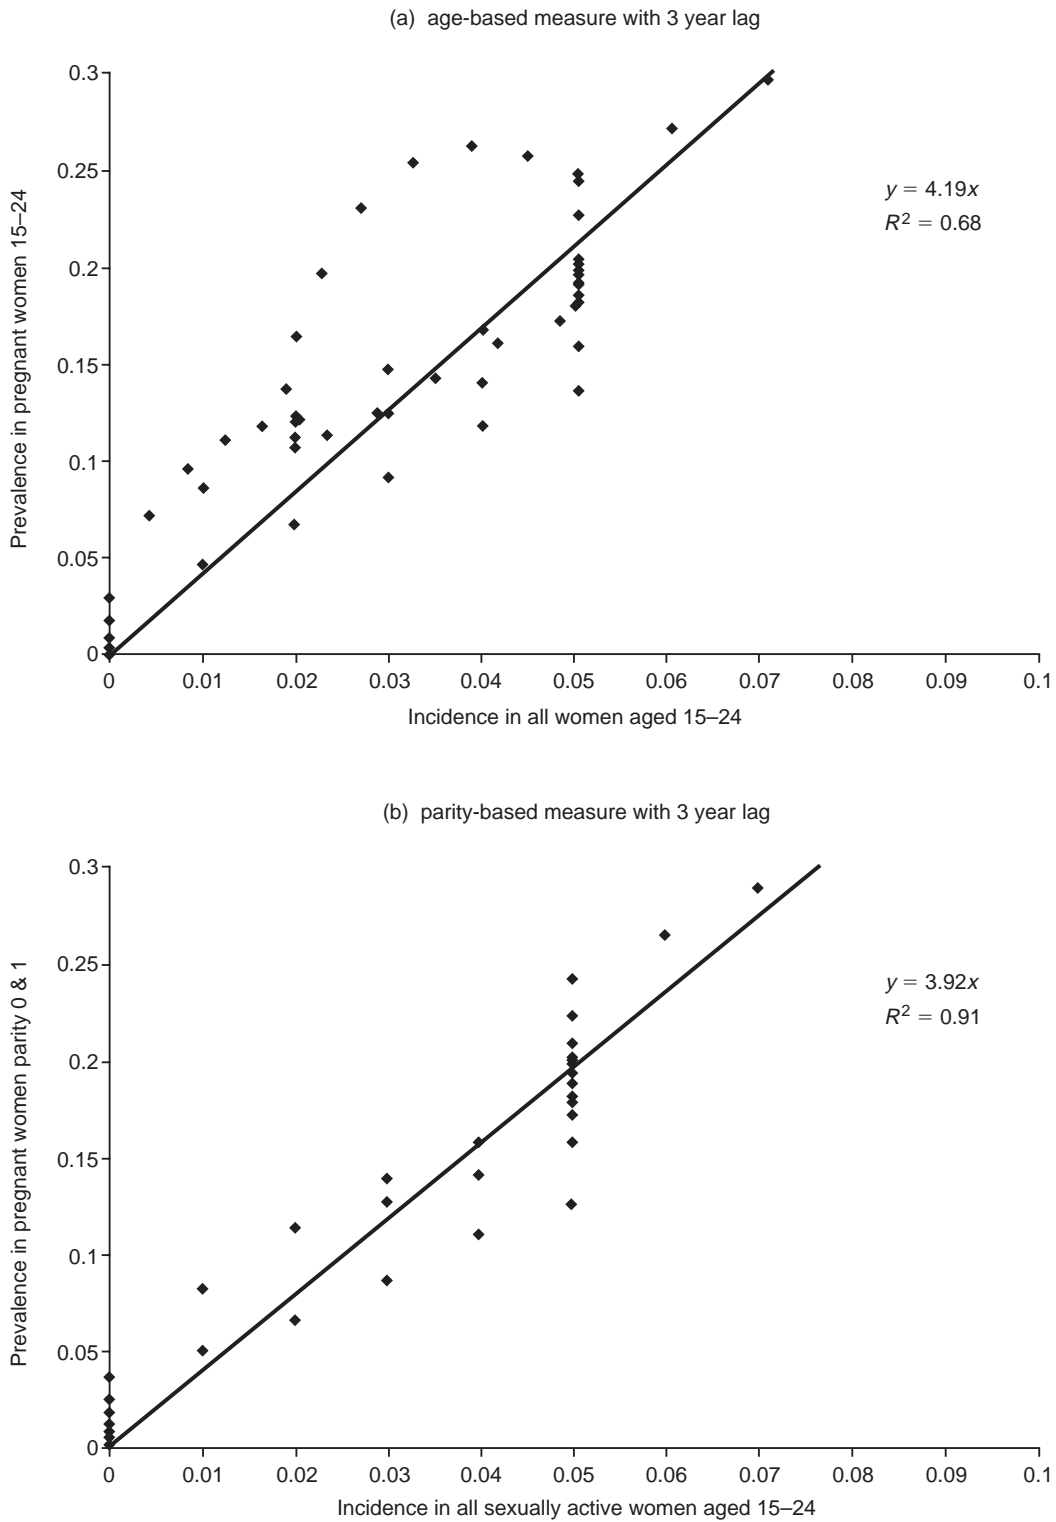 (a) age-based measure with 3 year lag
0.3
0.25
0.2
0.15
0.1
0.05
0
Prevalence in pregnant women 15–24
y = 4.19x
R² = 0.68
0 0.01 0.02 0.03 0.04 0.05 0.06 0.07 0.08 0.09 0.1
Incidence in all women aged 15–24
(b) parity-based measure with 3 year lag
0.3
0.25
0.2
0.15
0.1
0.05
0
Prevalence in pregnant women parity 0 & 1
y = 3.92x
R² = 0.91
0 0.01 0.02 0.03 0.04 0.05 0.06 0.07 0.08 0.09 0.1
Incidence in all sexually active women aged 15–24